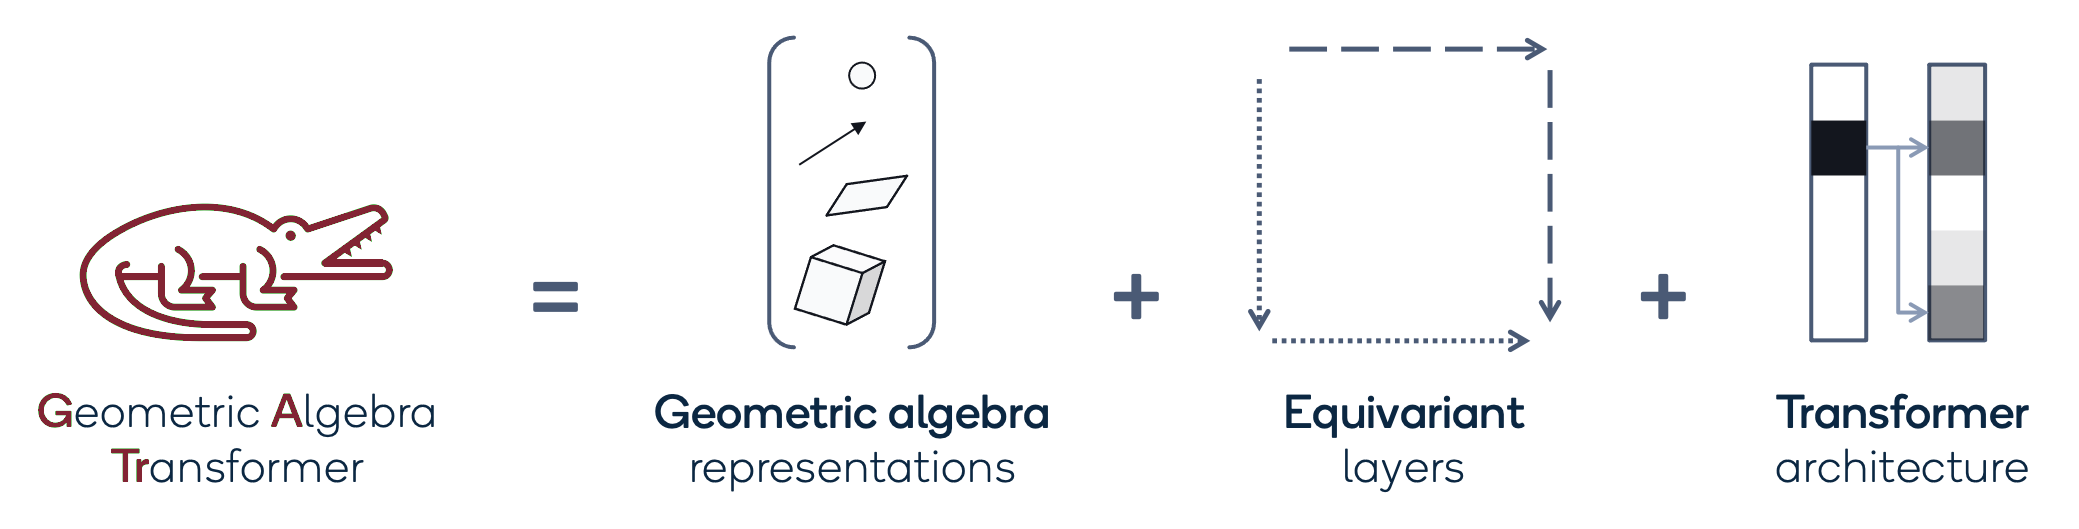 Geometric Algebra
Transformer
=
Geometric algebra
representations
+
Equivariant
layers
+
Transformer
architecture